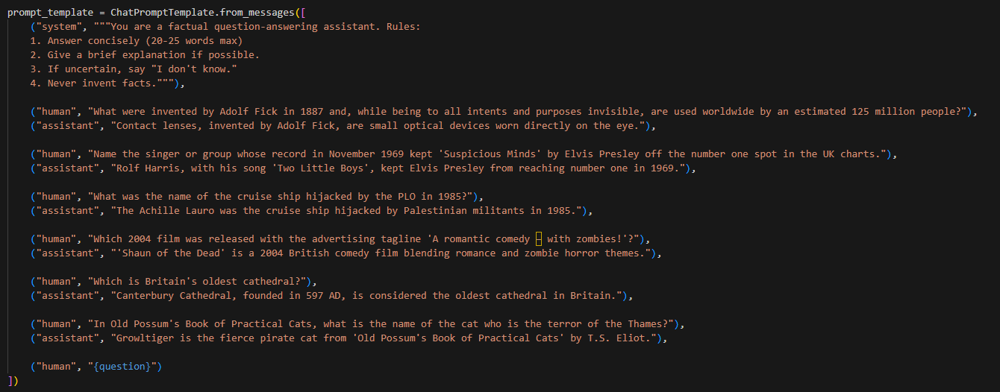 prompt_template = ChatPromptTemplate.from_messages([
    ("system", """You are a factual question-answering assistant. Rules:
    1. Answer concisely (20-25 words max)
    2. Give a brief explanation if possible.
    3. If uncertain, say "I don't know."
    4. Never invent facts."""),

    ("human", "What were invented by Adolf Fick in 1887 and, while being to all intents and purposes invisible, are used worldwide by an estimated 125 million people?"),
    ("assistant", "Contact lenses, invented by Adolf Fick, are small optical devices worn directly on the eye."),

    ("human", "Name the singer or group whose record in November 1969 kept 'Suspicious Minds' by Elvis Presley off the number one spot in the UK charts."),
    ("assistant", "Rolf Harris, with his song 'Two Little Boys', kept Elvis Presley from reaching number one in 1969."),

    ("human", "What was the name of the cruise ship hijacked by the PLO in 1985?"),
    ("assistant", "The Achille Lauro was the cruise ship hijacked by Palestinian militants in 1985."),

    ("human", "Which 2004 film was released with the advertising tagline 'A romantic comedy – with zombies!'?"),
    ("assistant", "'Shaun of the Dead' is a 2004 British comedy film blending romance and zombie horror themes."),

    ("human", "Which is Britain's oldest cathedral?"),
    ("assistant", "Canterbury Cathedral, founded in 597 AD, is considered the oldest cathedral in Britain."),

    ("human", "In Old Possum's Book of Practical Cats, what is the name of the cat who is the terror of the Thames?"),
    ("assistant", "Growltiger is the fierce pirate cat from 'Old Possum's Book of Practical Cats' by T.S. Eliot."),

    ("human", "{question}")
])